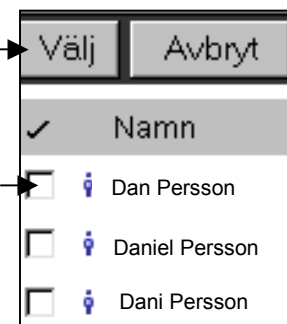 Välj Avbryt
✓ Namn
Dan Persson
Daniel Persson
Dani Persson